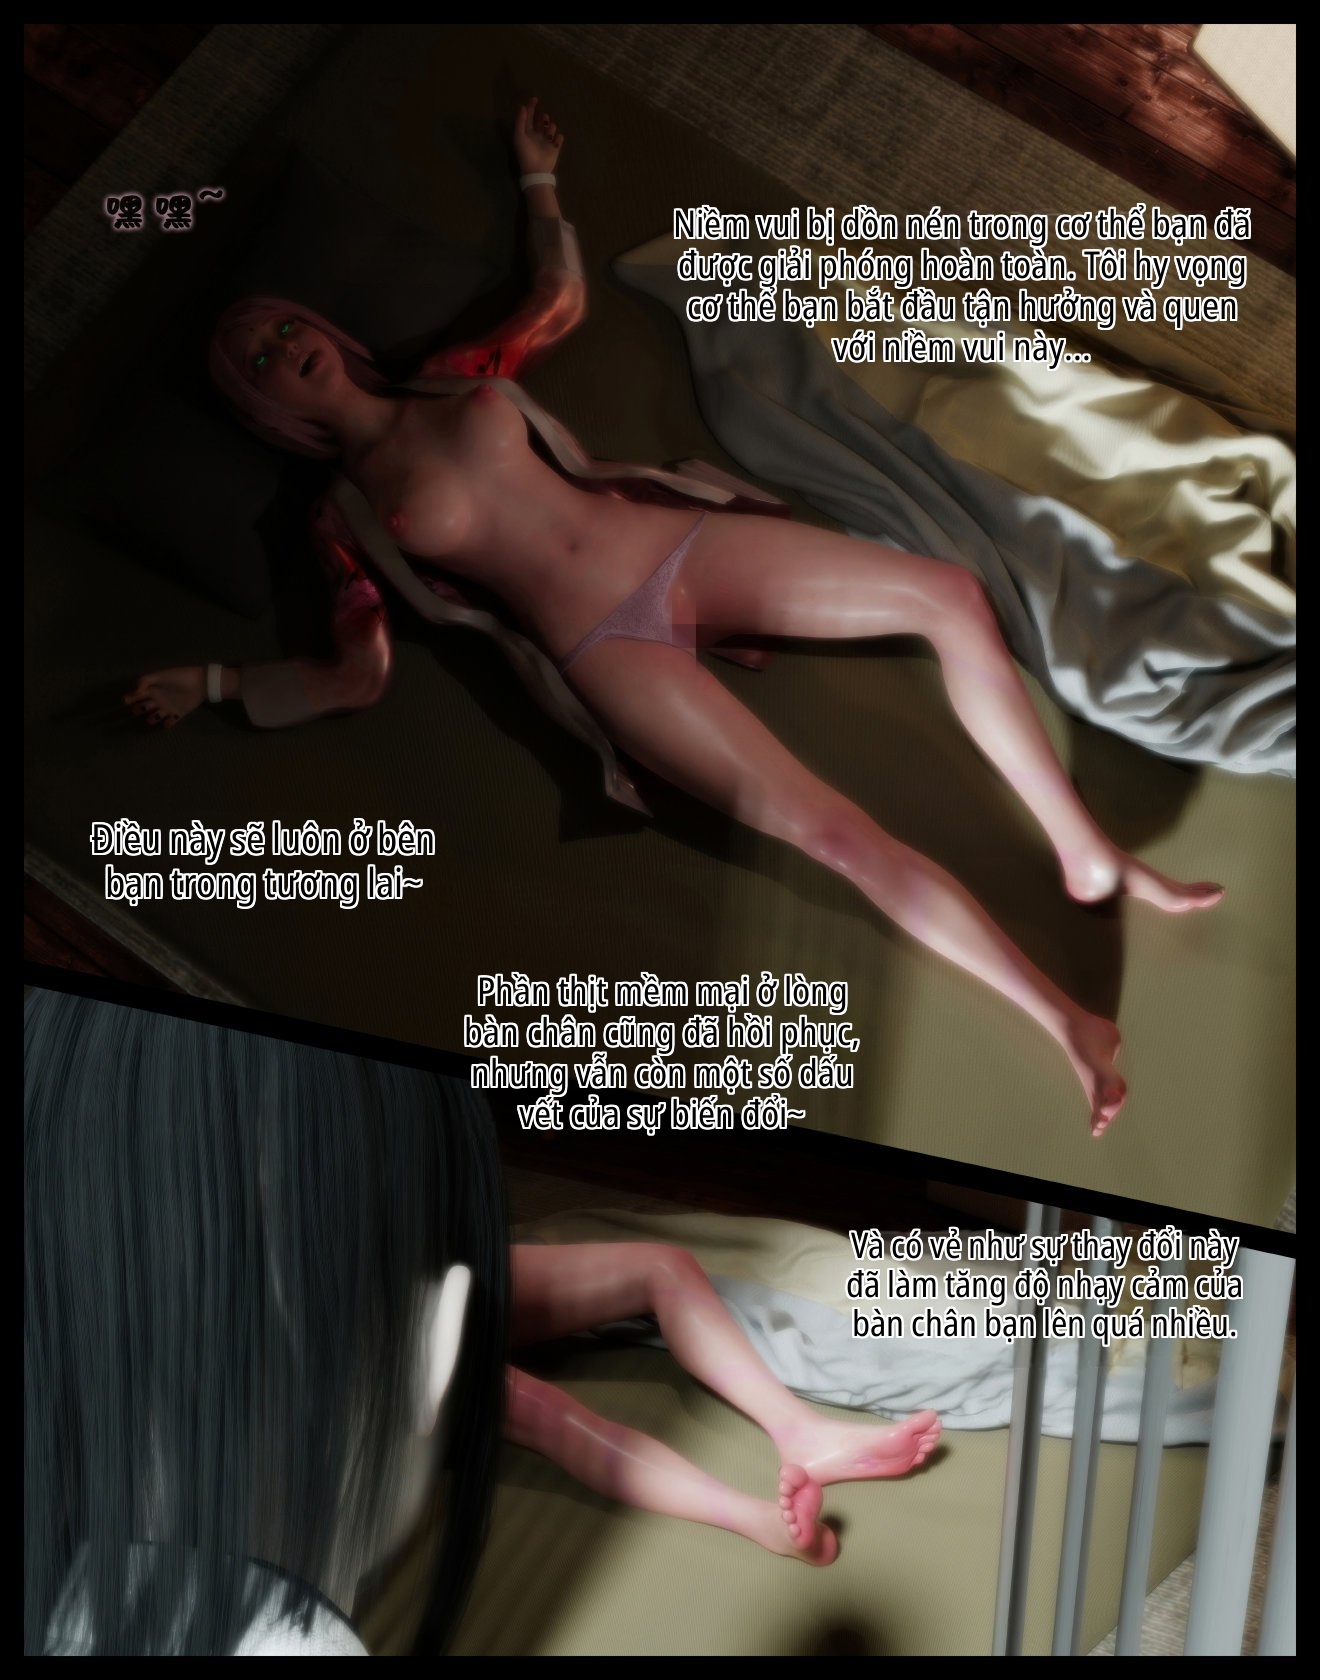 嘿 嘿~
Niềm vui bị dồn nén trong cơ thể bạn đã
được giải phóng hoàn toàn. Tôi hy vọng
cơ thể bạn bắt đầu tận hưởng và quen
với niềm vui này...
Điều này sẽ luôn ở bên
bạn trong tương lai~
Phần thịt mềm mại ở lòng
bàn chân cũng đã hồi phục,
nhưng vẫn còn một số dấu
vết của sự biến đổi~
Và có vẻ như sự thay đổi này
đã làm tăng độ nhạy cảm của
bàn chân bạn lên quá nhiều.